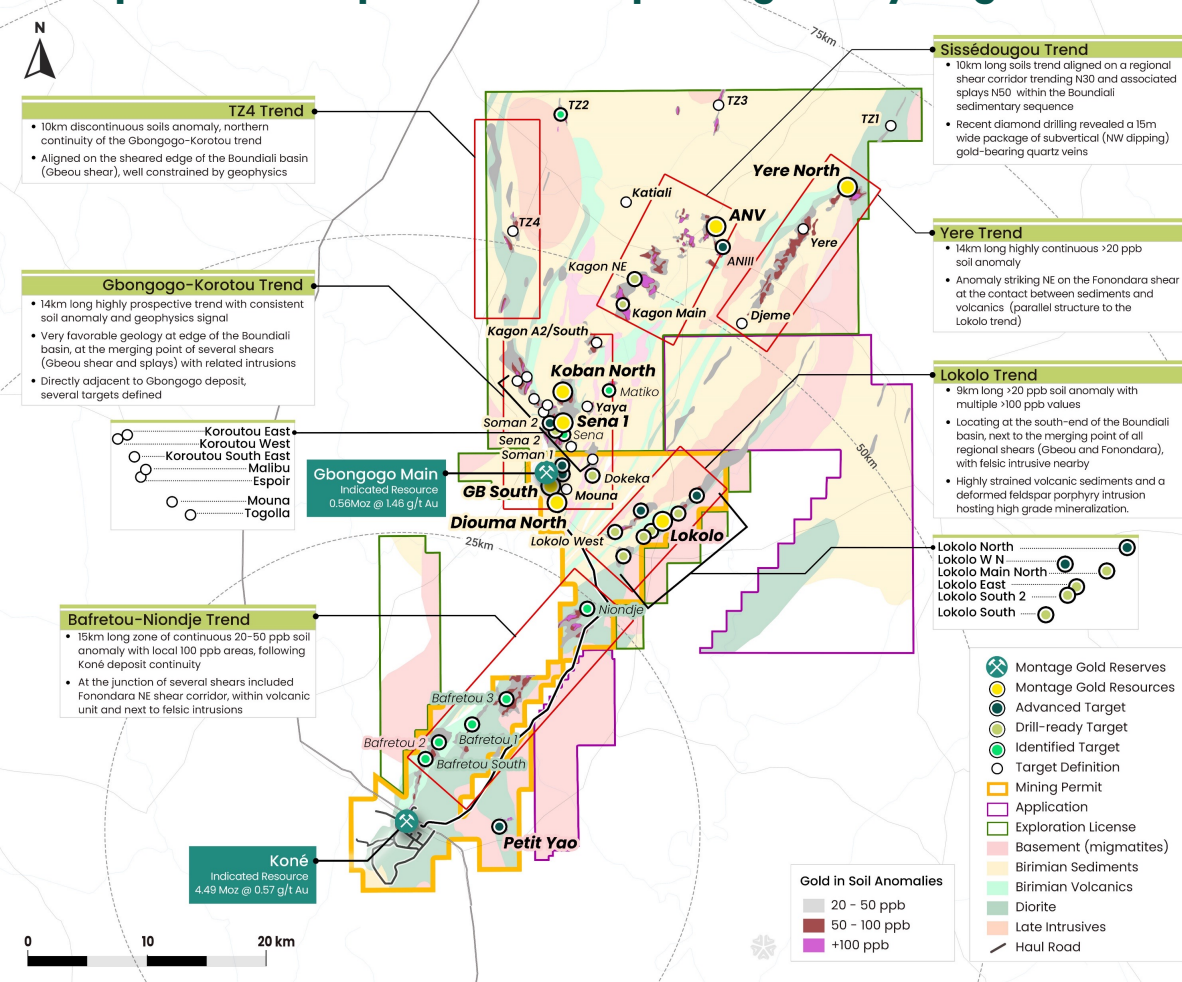 N
75km
50km
25km
TZ4 Trend
• 10km discontinuous soils anomaly, northern
continuity of the Gbongogo-Korotou trend
• Aligned on the sheared edge of the Boundiali basin
(Gbeou shear), well constrained by geophysics
Gbongogo-Korotou Trend
• 14km long highly prospective trend with consistent
soil anomaly and geophysics signal
• Very favorable geology at edge of the Boundiali
basin, at the merging point of several shears
(Gbeou shear and splays) with related intrusions
• Directly adjacent to Gbongogo deposit,
several targets defined
Koroutou East
Koroutou West
Koroutou South East
Malibu
Espoir
Mouna
Togolla
Gbongogo Main
Indicated Resource
0.56Moz @ 1.46 g/t Au
Bafretou-Niondje Trend
• 15km long zone of continuous 20-50 ppb soil
anomaly with local 100 ppb areas, following
Koné deposit continuity
• At the junction of several shears included
Fonondara NE shear corridor, within volcanic
unit and next to felsic intrusions
Koné
Indicated Resource
4.49 Moz @ 0.57 g/t Au
0 10 20 km
TZ2
TZ3
TZ1
Yere North
Katiali
TZ4
ANV
Yere
ANIII
Kagon NE
Kagon Main
Djeme
Kagon A2/South
Koban North
Matiko
Yaya
Soman 2
Sena 1
Sena 2
Sena
Soman 1
Dokeka
GB South
Mouna
Diouma North
Lokolo West
Lokolo
Niondje
Bafretou 3
Bafretou 2
Bafretou 1
Bafretou South
Petit Yao
Sissédougou Trend
• 10km long soils trend aligned on a regional
shear corridor trending N30 and associated
splays N50 within the Boundiali
sedimentary sequence
• Recent diamond drilling revealed a 15m
wide package of subvertical (NW dipping)
gold-bearing quartz veins
Yere Trend
• 14km long highly continuous >20 ppb
soil anomaly
• Anomaly striking NE on the Fonondara shear
at the contact between sediments and
volcanics (parallel structure to the
Lokolo trend)
Lokolo Trend
• 9km long >20 ppb soil anomaly with
multiple >100 ppb values
• Locating at the south-end of the Boundiali
basin, next to the merging point of all
regional shears (Gbeou and Fonondara),
with felsic intrusive nearby
• Highly strained volcanic sediments and a
deformed feldspar porphyry intrusion
hosting high grade mineralization.
Lokolo North
Lokolo W N
Lokolo Main North
Lokolo East
Lokolo South 2
Lokolo South
Montage Gold Reserves
Montage Gold Resources
Advanced Target
Drill-ready Target
Identified Target
Target Definition
Mining Permit
Application
Exploration License
Basement (migmatites)
Birimian Sediments
Birimian Volcanics
Diorite
Late Intrusives
Haul Road
Gold in Soil Anomalies
20 - 50 ppb
50 - 100 ppb
+100 ppb